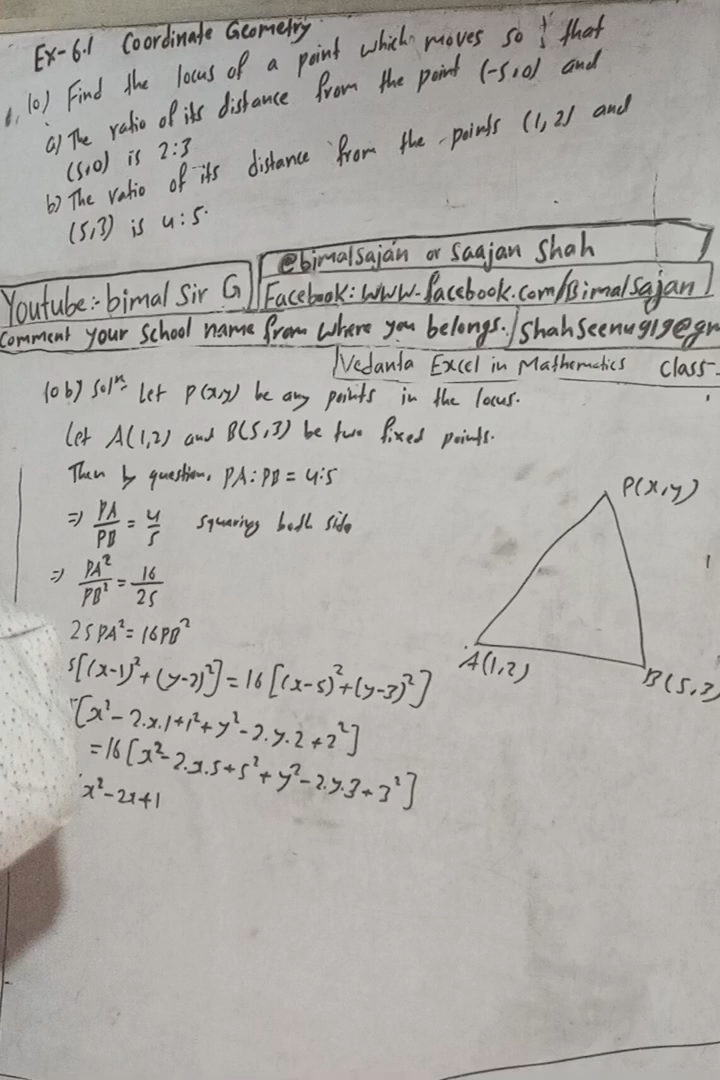 Ex-6.1 Coordinate Geometry
10) Find the locus of a point which moves so that
a) The ratio of its distance from the point (-5,0) and
(5,0) is 2:3
b) The ratio of its distance from the points (1,2) and
(5,3) is 4:5.
@bimalsajan or Saajan Shah
Youtube:- bimal Sir G
Facebook: www.facebook.com/Bimalsajan
Comment your School name from where you belongs. / Shahseenu919@gm
Vedanta Excel in Mathematics Class-
10 b) Solⁿ: Let P(x,y) be any points in the locus.
Let A(1,2) and B(5,3) be two fixed points.
Then by question, PA:PB = 4:5
⇒ PA/PB = 4/5 squaring both side
⇒ PA²/PB² = 16/25
25PA² = 16PB²
5[(x-1)²+(y-2)²] = 16[(x-5)²+(y-3)²]
[x²-2.x.1+1²+y²-2.y.2+2²]
=16[x²-2.x.5+5²+y²-2.y.3+3²]
x²-2x+1
P(x,y)
A(1,2)
B(5,3)